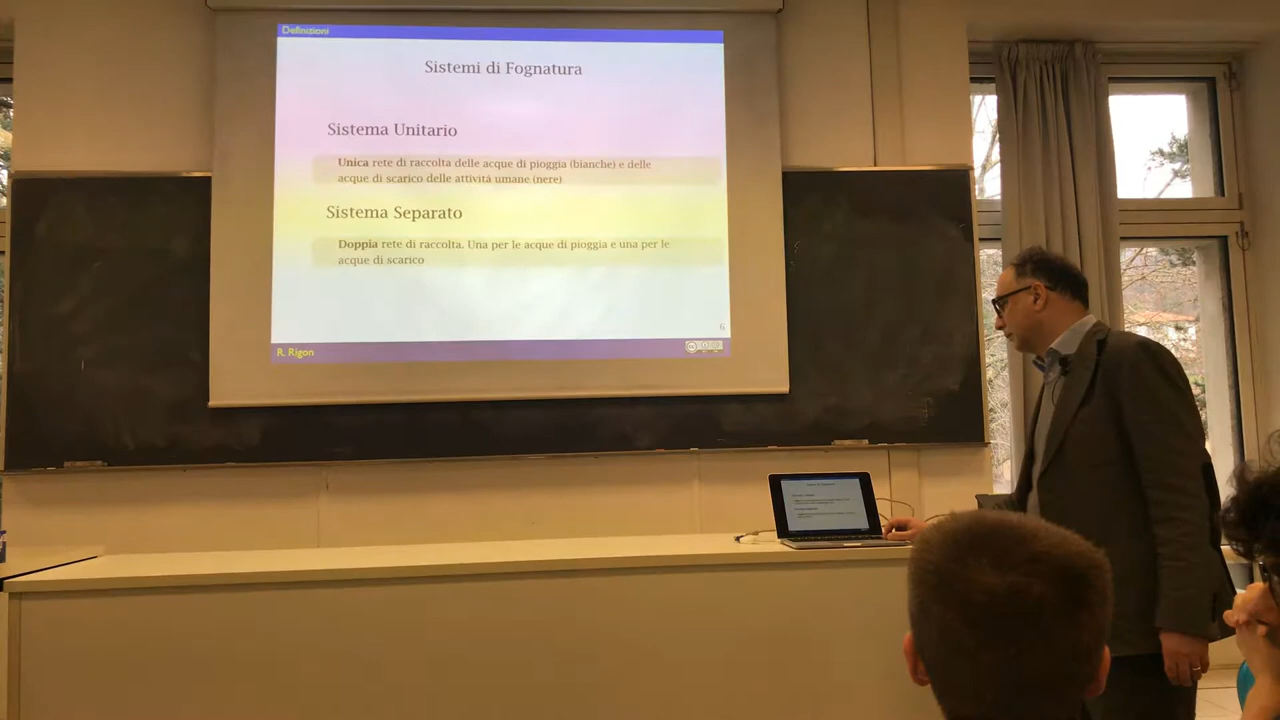 Definizioni
Sistemi di Fognatura
Sistema Unitario
Unica rete di raccolta delle acque di pioggia (bianche) e delle
acque di scarico delle attività umane (nere)
Sistema Separato
Doppia rete di raccolta. Una per le acque di pioggia e una per le
acque di scarico
6
R. Rigon